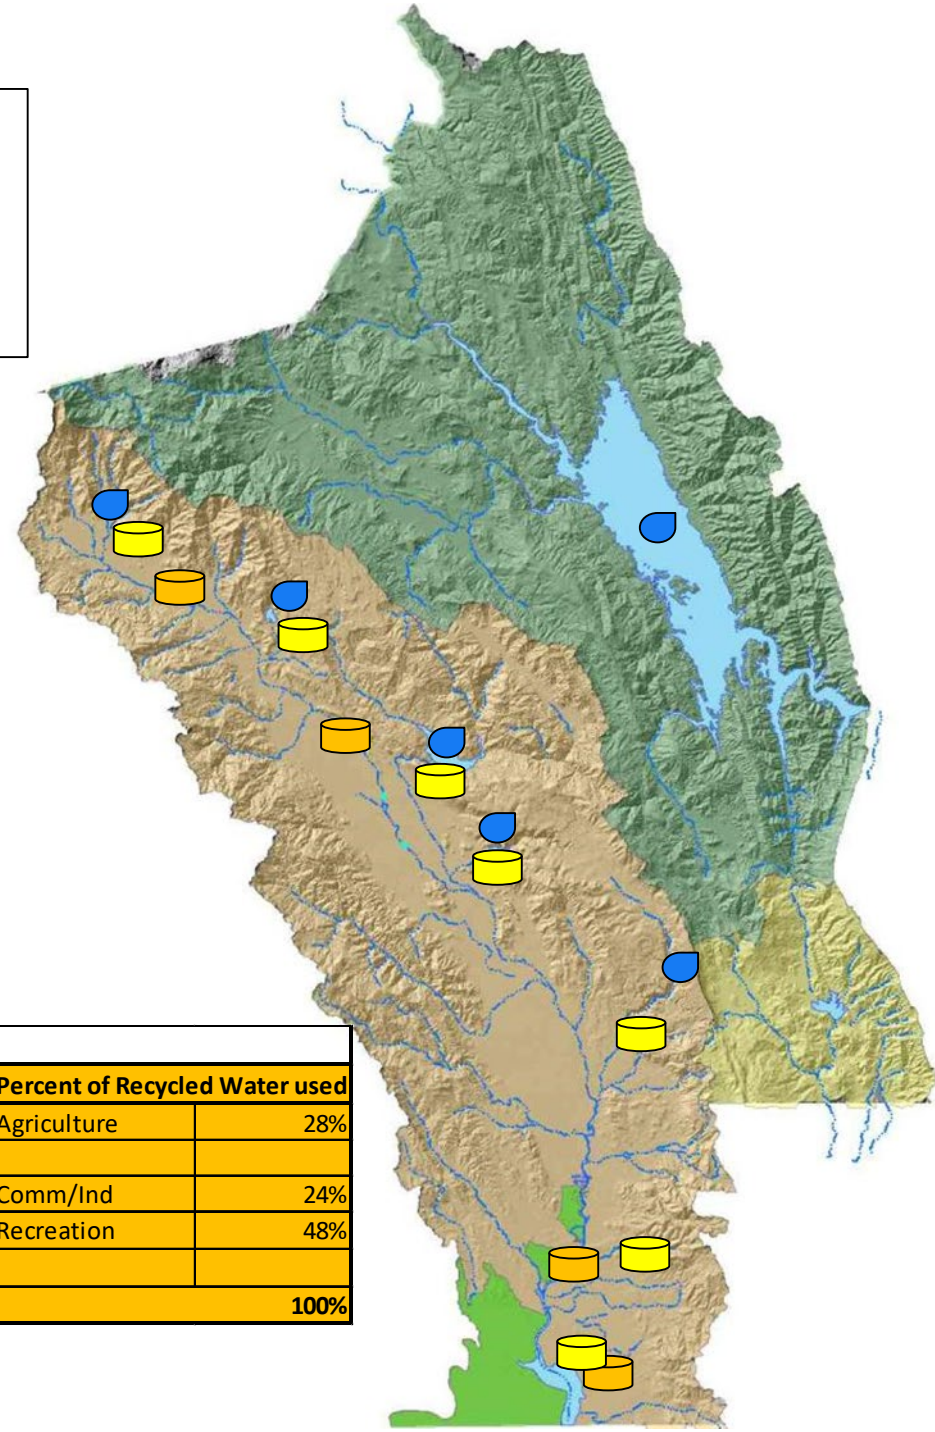 Percent of Recycled Water used
Agriculture 28%
Comm/Ind 24%
Recreation 48%
100%